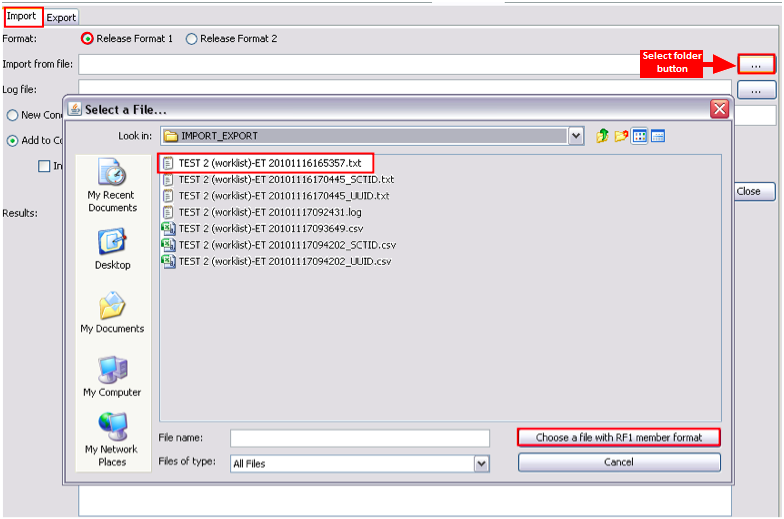 Import Export
Format: Release Format 1 Release Format 2
Import from file: Select folder button ...
Log file: ...
New Con
Add to Co
In
Close
Results:
Select a File...
Look in: IMPORT_EXPORT
My Recent Documents
Desktop
My Documents
My Computer
My Network Places
TEST 2 (worklist)-ET 20101116165357.txt
TEST 2 (worklist)-ET 20101116170445_SCTID.txt
TEST 2 (worklist)-ET 20101116170445_UUID.txt
TEST 2 (worklist)-ET 20101117092431.log
TEST 2 (worklist)-ET 20101117093649.csv
TEST 2 (worklist)-ET 20101117094202_SCTID.csv
TEST 2 (worklist)-ET 20101117094202_UUID.csv
File name: Choose a file with RF1 member format
Files of type: All Files Cancel